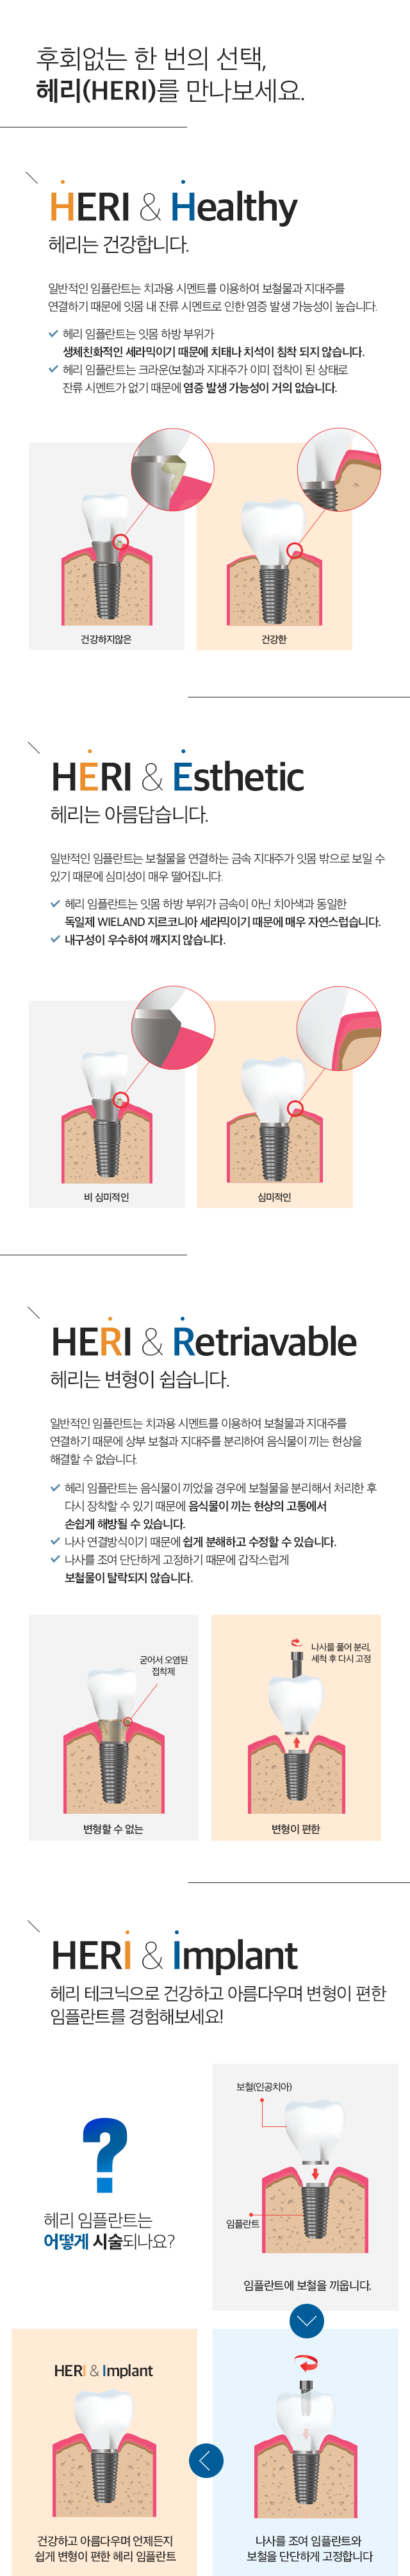 후회없는 한 번의 선택,
헤리(HERI)를 만나보세요.
HERI & Healthy
헤리는 건강합니다.
일반적인 임플란트는 치과용 시멘트를 이용하여 보철물과 지대주를
연결하기 때문에 잇몸 내 잔류 시멘트로 인한 염증 발생 가능성이 높습니다.
헤리 임플란트는 잇몸 하방 부위가
생체친화적인 세라믹이기 때문에 치태나 치석이 침착 되지 않습니다.
헤리 임플란트는 크라운(보철)과 지대주가 이미 접착이 된 상태로
잔류 시멘트가 없기 때문에 염증 발생 가능성이 거의 없습니다.
건강하지않은
건강한
HERI & Esthetic
헤리는 아름답습니다.
일반적인 임플란트는 보철물을 연결하는 금속 지대주가 잇몸 밖으로 보일 수
있기 때문에 심미성이 매우 떨어집니다.
헤리 임플란트는 잇몸 하방 부위가 금속이 아닌 치아색과 동일한
독일제 WIELAND 지르코니아 세라믹이기 때문에 매우 자연스럽습니다.
내구성이 우수하여 깨지지 않습니다.
비 심미적인
심미적인
HERI & Retriavable
헤리는 변형이 쉽습니다.
일반적인 임플란트는 치과용 시멘트를 이용하여 보철물과 지대주를
연결하기 때문에 상부 보철과 지대주를 분리하여 음식물이 끼는 현상을
해결할 수 없습니다.
헤리 임플란트는 음식물이 끼었을 경우에 보철물을 분리해서 처리한 후
다시 장착할 수 있기 때문에 음식물이 끼는 현상의 고통에서
손쉽게 해방될 수 있습니다.
나사 연결방식이기 때문에 쉽게 분해하고 수정할 수 있습니다.
나사를 조여 단단하게 고정하기 때문에 갑작스럽게
보철물이 탈락되지 않습니다.
굳어서 오염된
접착제
나사를 풀어 분리,
세척 후 다시 고정
변형할 수 없는
변형이 편한
HERI & Implant
헤리 테크닉으로 건강하고 아름다우며 변형이 편한
임플란트를 경험해보세요!
?
헤리 임플란트는
어떻게 시술되나요?
보철(인공치아)
임플란트
임플란트에 보철을 끼웁니다.
HERI & Implant
건강하고 아름다우며 언제든지
쉽게 변형이 편한 헤리 임플란트
나사를 조여 임플란트와
보철을 단단하게 고정합니다